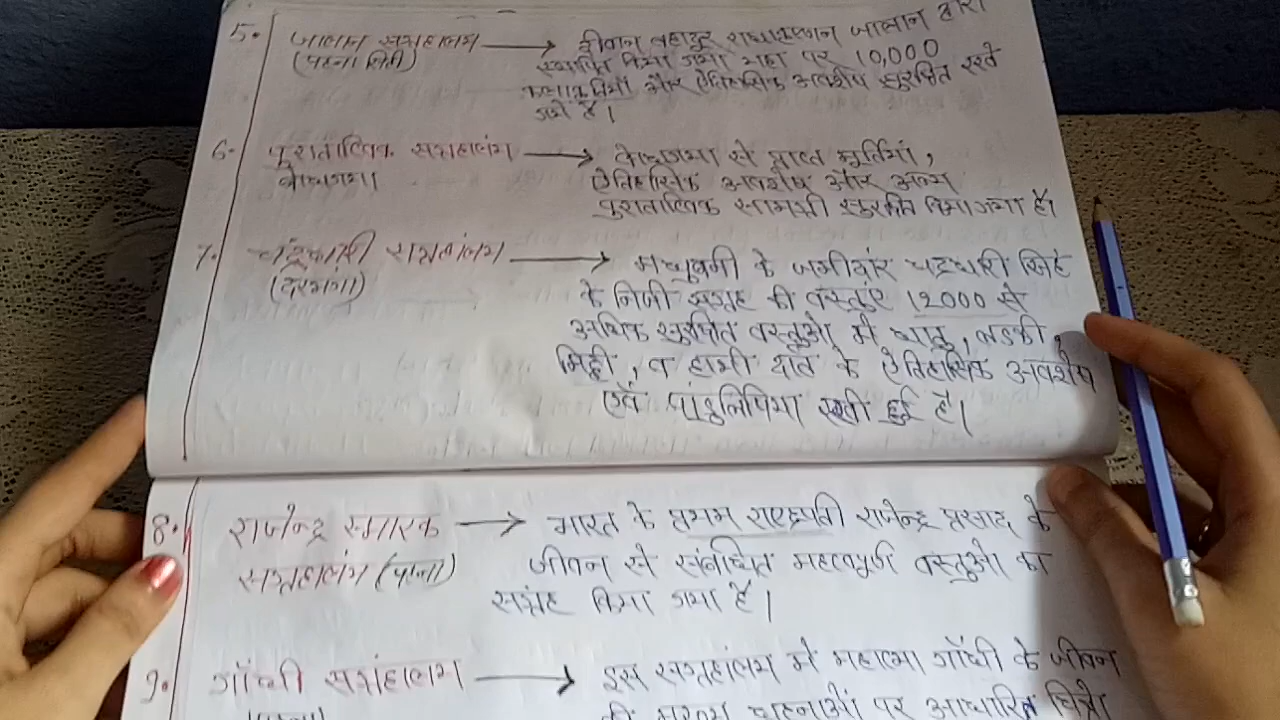 5. जालान संग्रहालय → दीवान बहादुर राधाकृष्णन जालान द्वारा
(पटना सिटी) स्थापित किया गया यहा पर 10,000
कलाकृतियाँ और ऐतिहासिक अवशेष सुरक्षित रखे
गये हैं।
6. पुरातात्विक संग्रहालय → बोधगया से प्राप्त मूर्तियां,
बोधगया ऐतिहासिक अवशेष और अन्य
पुरातात्विक सामग्री सुरक्षित किया गया है।
7. चंद्रधारी संग्रहालय → मधुबनी के जमींदार चंद्रधारी सिंह
(दरभंगा) के निजी संग्रह की वस्तुएं 12000 से
अधिक सुरक्षित वस्तुओ में धातु, लकड़ी,
मिट्टी, व हाथी दांत के ऐतिहासिक अवशेष
एवं पांडुलिपिया रखी हुई है।
8. राजेन्द्र स्मारक → भारत के प्रथम राष्ट्रपति राजेन्द्र प्रसाद के
संग्रहालय (पटना) जीवन से संबंधित महत्वपूर्ण वस्तुओ का
संग्रह किया गया है।
9. गाँधी संग्रहालय → इस संग्रहालय में महात्मा गाँधी के जीवन
की मुख्य घटनाओं पर आधारित चित्रो